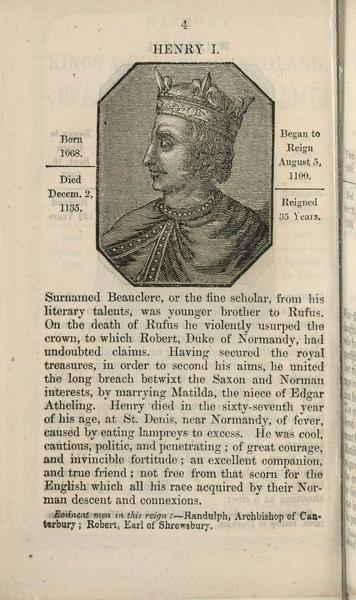 4
HENRY I.
Born
1068.
Died
Decem. 2,
1135.
Began to
Reign
August 5,
1100.
Reigned
35 Years.
Surnamed Beauclerc, or the fine scholar, from his
literary talents, was younger brother to Rufus.
On the death of Rufus he violently usurped the
crown, to which Robert, Duke of Normandy, had
undoubted claims. Having secured the royal
treasures, in order to second his aims, he united
the long breach betwixt the Saxon and Norman
interests, by marrying Matilda, the niece of Edgar
Atheling. Henry died in the sixty-seventh year
of his age, at St. Denis, near Normandy, of fever,
caused by eating lampreys to excess. He was cool,
cautious, politic, and penetrating; of great courage,
and invincible fortitude; an excellent companion,
and true friend; not free from that scorn for the
English which all his race acquired by their Nor-
man descent and connexions.
Eminent men in this reign:—Randulph, Archbishop of Can-
terbury; Robert, Earl of Shrewsbury.